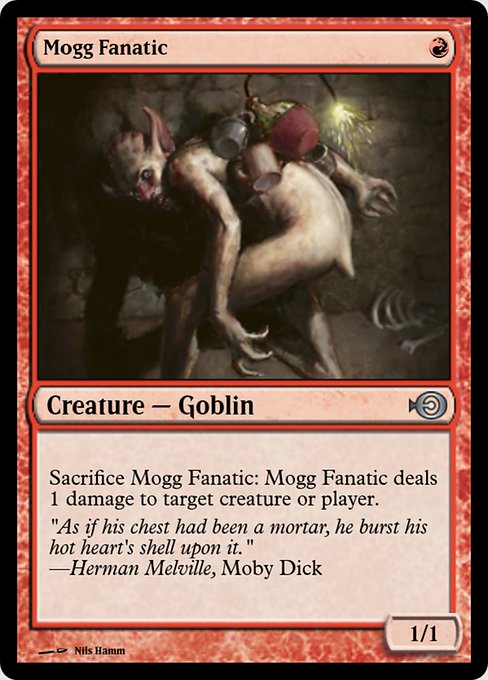 Mogg Fanatic
Creature — Goblin
Sacrifice Mogg Fanatic: Mogg Fanatic deals
1 damage to target creature or player.
"As if his chest had been a mortar, he burst his
hot heart's shell upon it."
—Herman Melville, Moby Dick
1/1
Nils Hamm